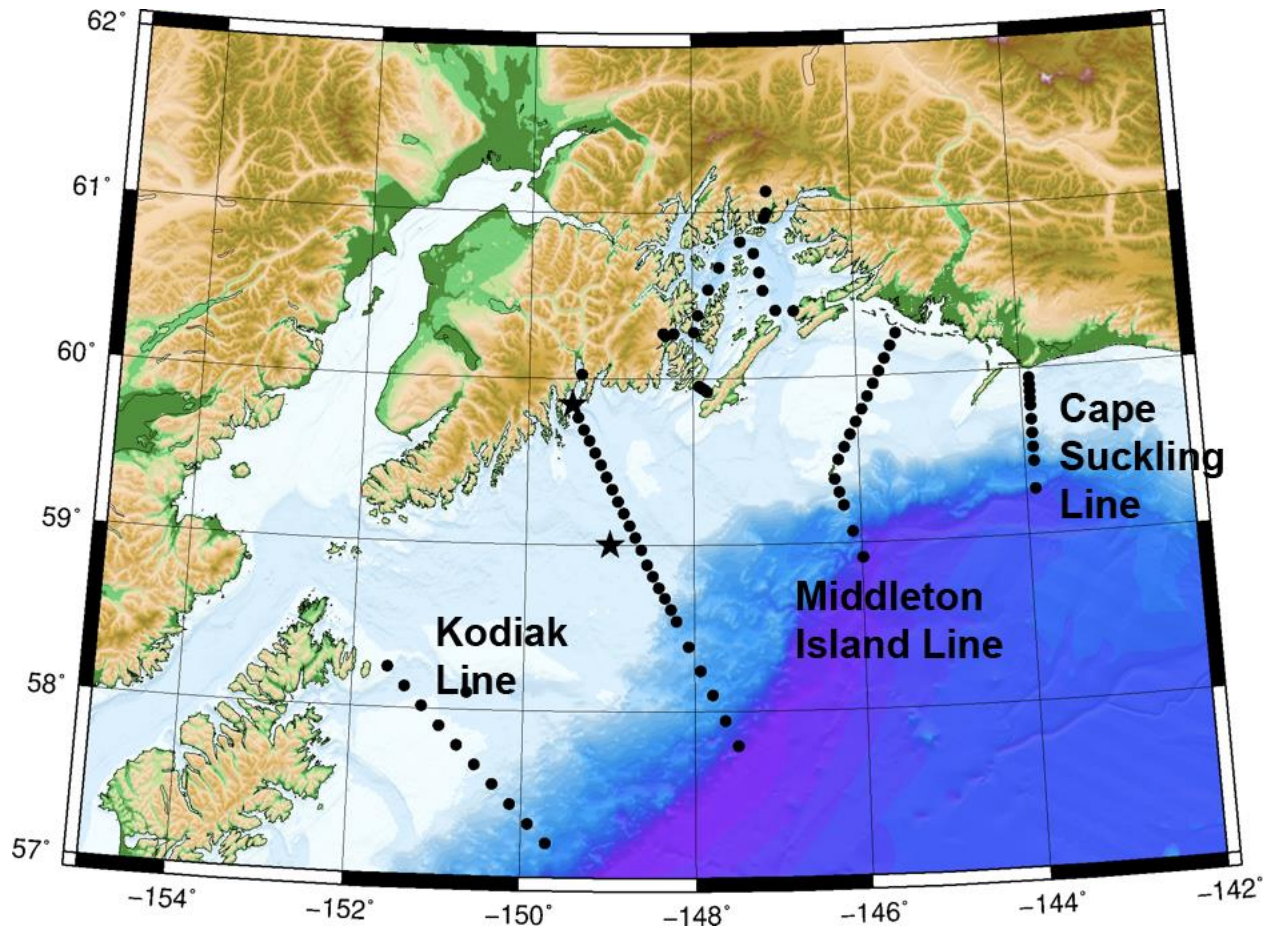 62°
61°
60°
59°
58°
57°
Cape
Suckling
Line
Middleton
Island Line
Kodiak
Line
−154°
−152°
−150°
−148°
−146°
−144°
−142°